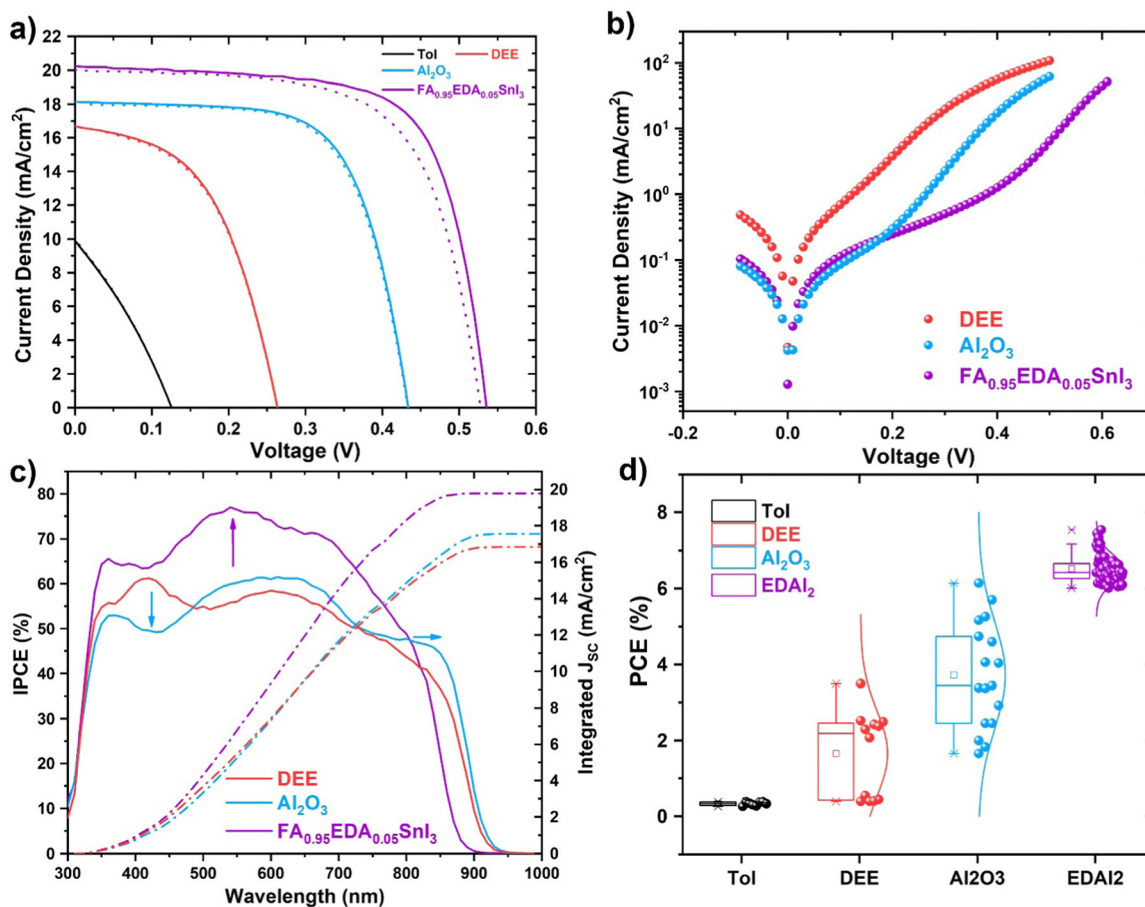 a)
22
20
18
16
14
12
10
8
6
4
2
0
Current Density (mA/cm²)
Tol DEE
Al₂O₃
FA₀.₉₅EDA₀.₀₅SnI₃
0.0 0.1 0.2 0.3 0.4 0.5 0.6
Voltage (V)
b)
10²
10¹
10⁰
10⁻¹
10⁻²
10⁻³
Current Density (mA/cm²)
DEE
Al₂O₃
FA₀.₉₅EDA₀.₀₅SnI₃
-0.2 0.0 0.2 0.4 0.6
Voltage (V)
c)
80
70
60
50
40
30
20
10
0
IPCE (%)
20
18
16
14
12
10
8
6
4
2
0
Integrated J_SC (mA/cm²)
DEE
Al₂O₃
FA₀.₉₅EDA₀.₀₅SnI₃
300 400 500 600 700 800 900 1000
Wavelength (nm)
d)
8
6
4
2
0
PCE (%)
Tol
DEE
Al₂O₃
EDAI₂
Tol DEE Al2O3 EDAI2